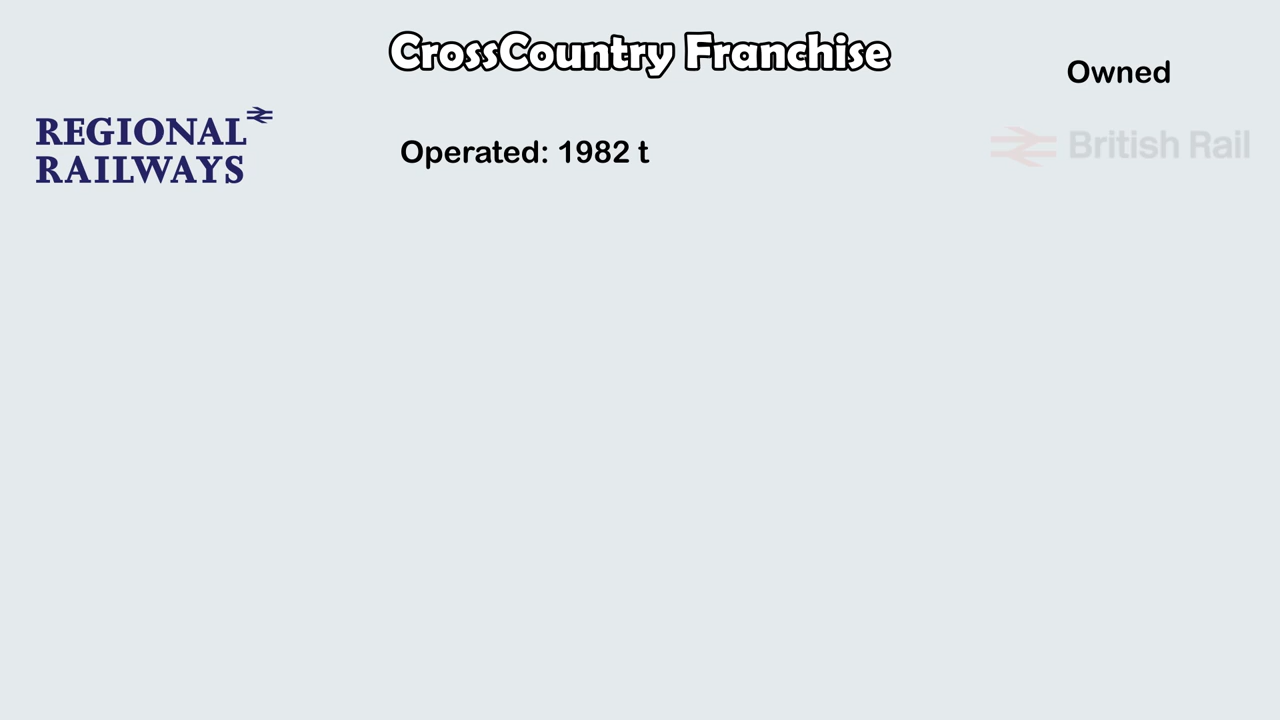 CrossCountry Franchise
Owned
REGIONAL
RAILWAYS
Operated: 1982 t
British Rail